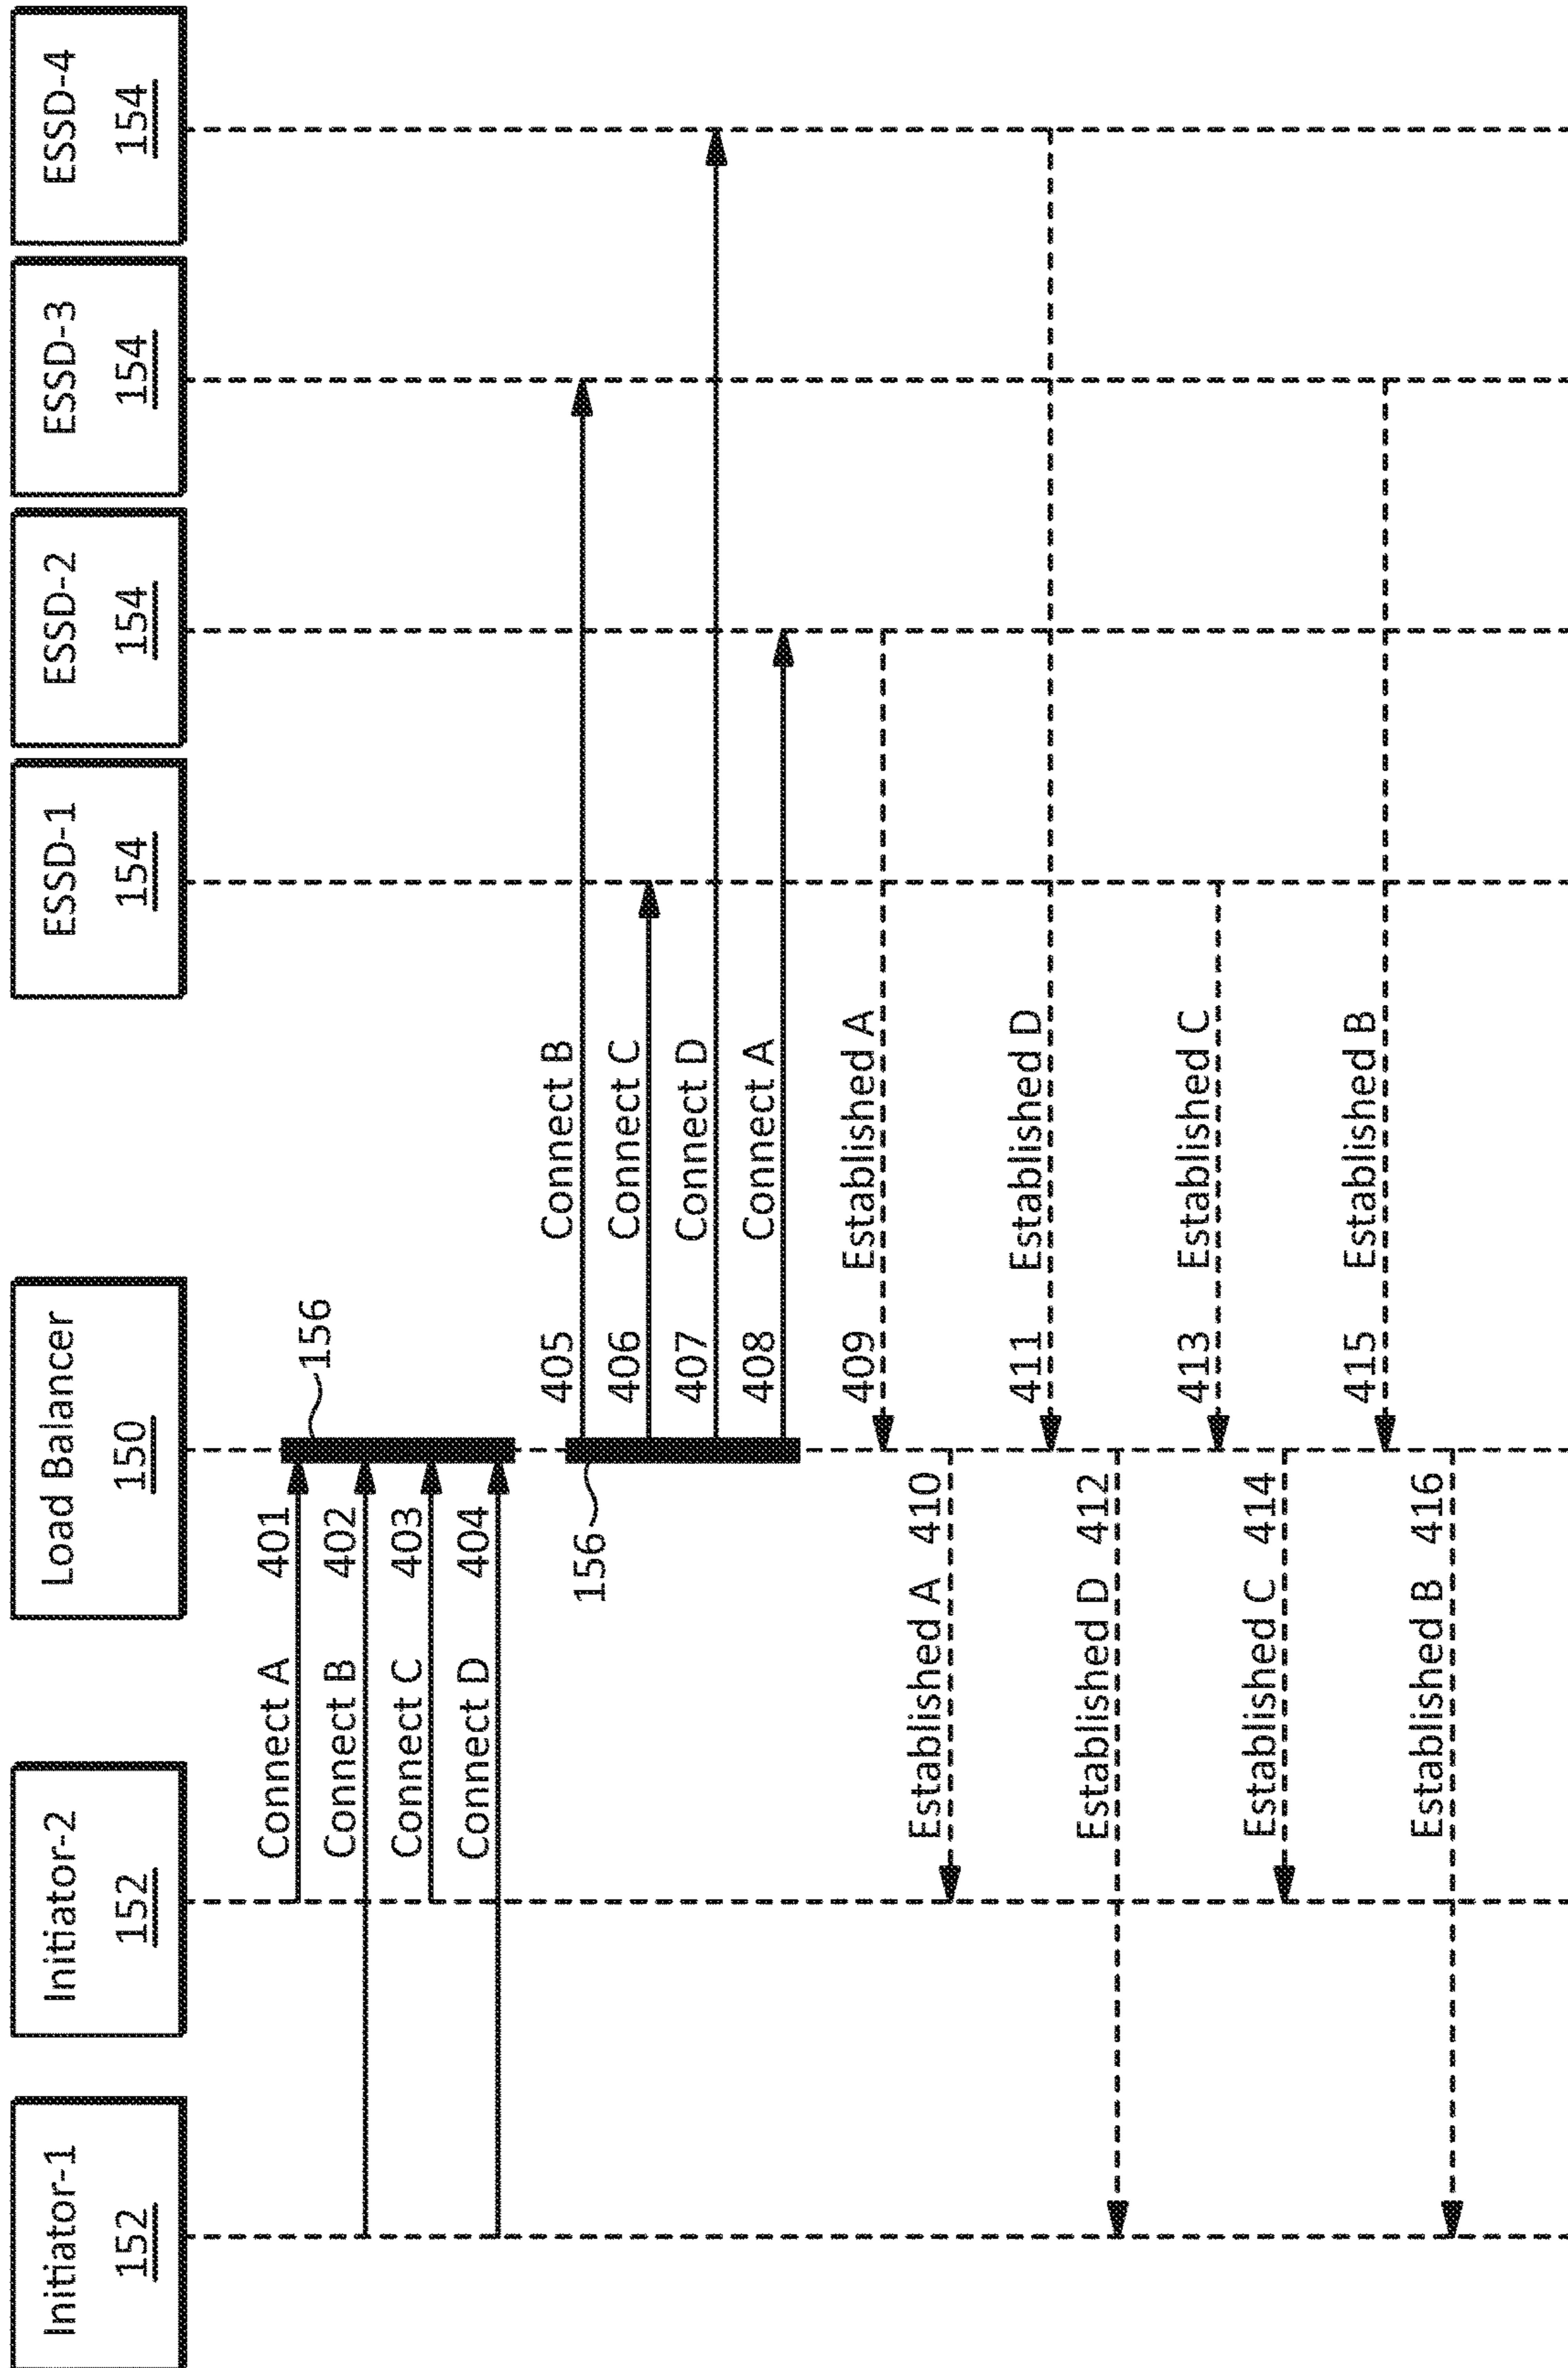 Initiator-1
152
Initiator-2
152
Load Balancer
150
ESSD-1
154
ESSD-2
154
ESSD-3
154
ESSD-4
154
Connect A 401
156
Connect B 402
Connect C 403
Connect D 404
156
405 Connect B
406 Connect C
407 Connect D
408 Connect A
409 Established A
Established A 410
411 Established D
Established D 412
413 Established C
Established C 414
415 Established B
Established B 416